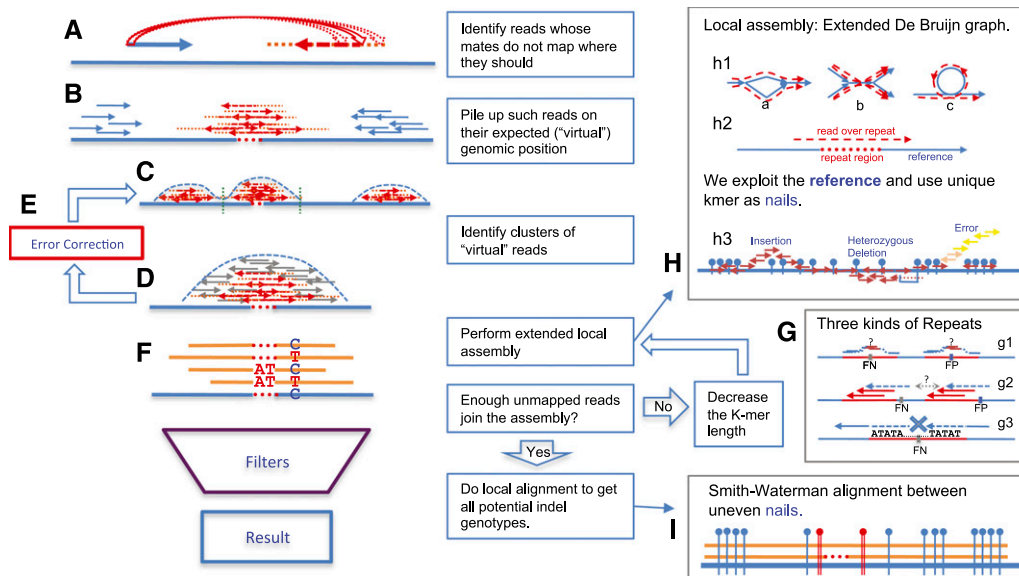 A
Identify reads whose
mates do not map where
they should
B
Pile up such reads on
their expected (“virtual”)
genomic position
C
E
Error Correction
Identify clusters of
“virtual” reads
D
F
C
T
AT C
AT T
C
Perform extended local
assembly
Enough unmapped reads
join the assembly?
No
Decrease
the K-mer
length
Yes
Do local alignment to get
all potential indel
genotypes.
Filters
Result
H
Local assembly: Extended De Bruijn graph.
h1
a
b
c
h2
read over repeat
repeat region
reference
We exploit the reference and use unique
kmer as nails.
h3
Insertion
Heterozygous
Deletion
Error
G
Three kinds of Repeats
g1
?
?
FN
FP
g2
?
FN
FP
g3
ATATA......TATAT
FN
I
Smith-Waterman alignment between
uneven nails.